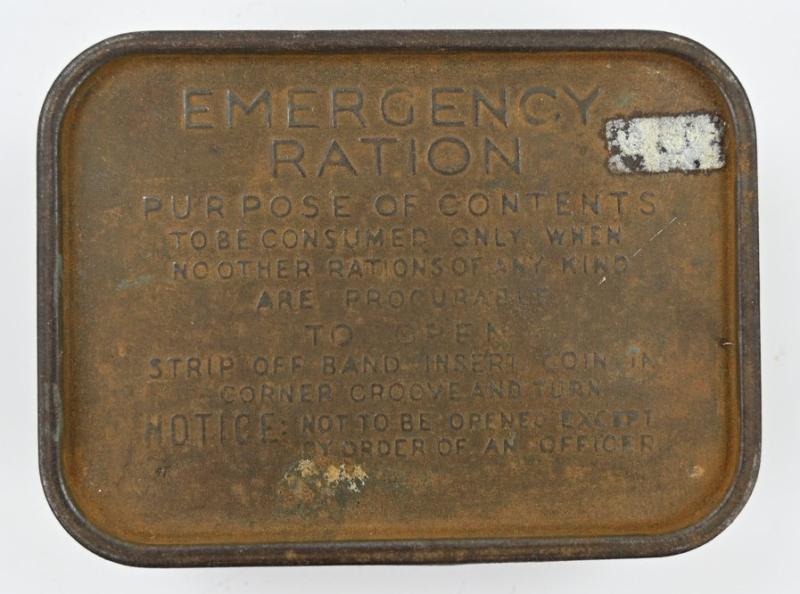 EMERGENCY
RATION
PURPOSE OF CONTENTS
TO BE CONSUMED ONLY WHEN
NO OTHER RATIONS OF ANY KIND
ARE PROCURABLE
TO OPEN
STRIP OFF BAND INSERT COIN IN
CORNER GROOVE AND TURN
NOTICE: NOT TO BE OPENED EXCEPT
BY ORDER OF AN OFFICER